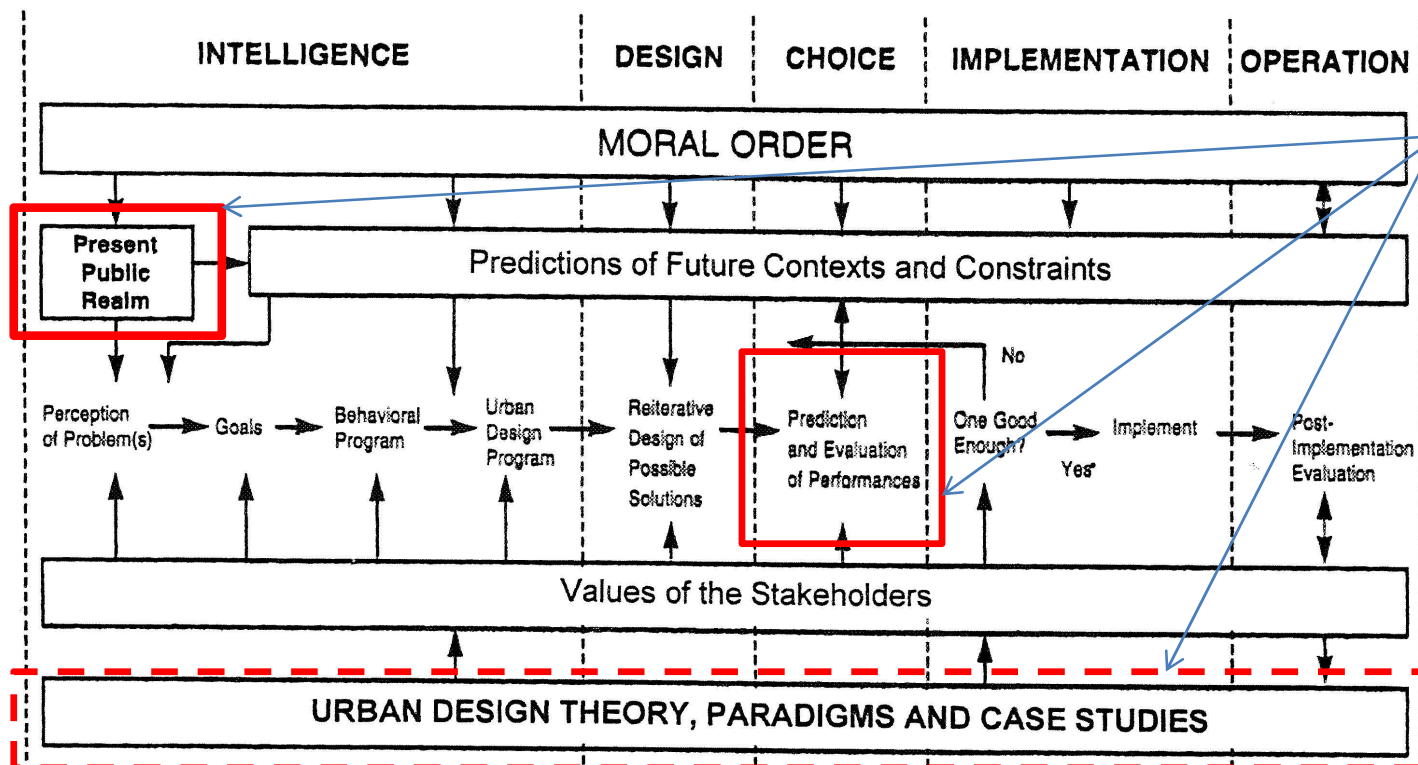 INTELLIGENCE DESIGN CHOICE IMPLEMENTATION OPERATION
MORAL ORDER
Present
Public
Realm
Predictions of Future Contexts and Constraints
No
Perception
of Problem(s)
Goals
Behavioral
Program
Urban
Design
Program
Reiterative
Design of
Possible
Solutions
Prediction
and Evaluation
of Performances
One Good
Enough?
Yes
Implement
Post-
Implementation
Evaluation
Values of the Stakeholders
URBAN DESIGN THEORY, PARADIGMS AND CASE STUDIES